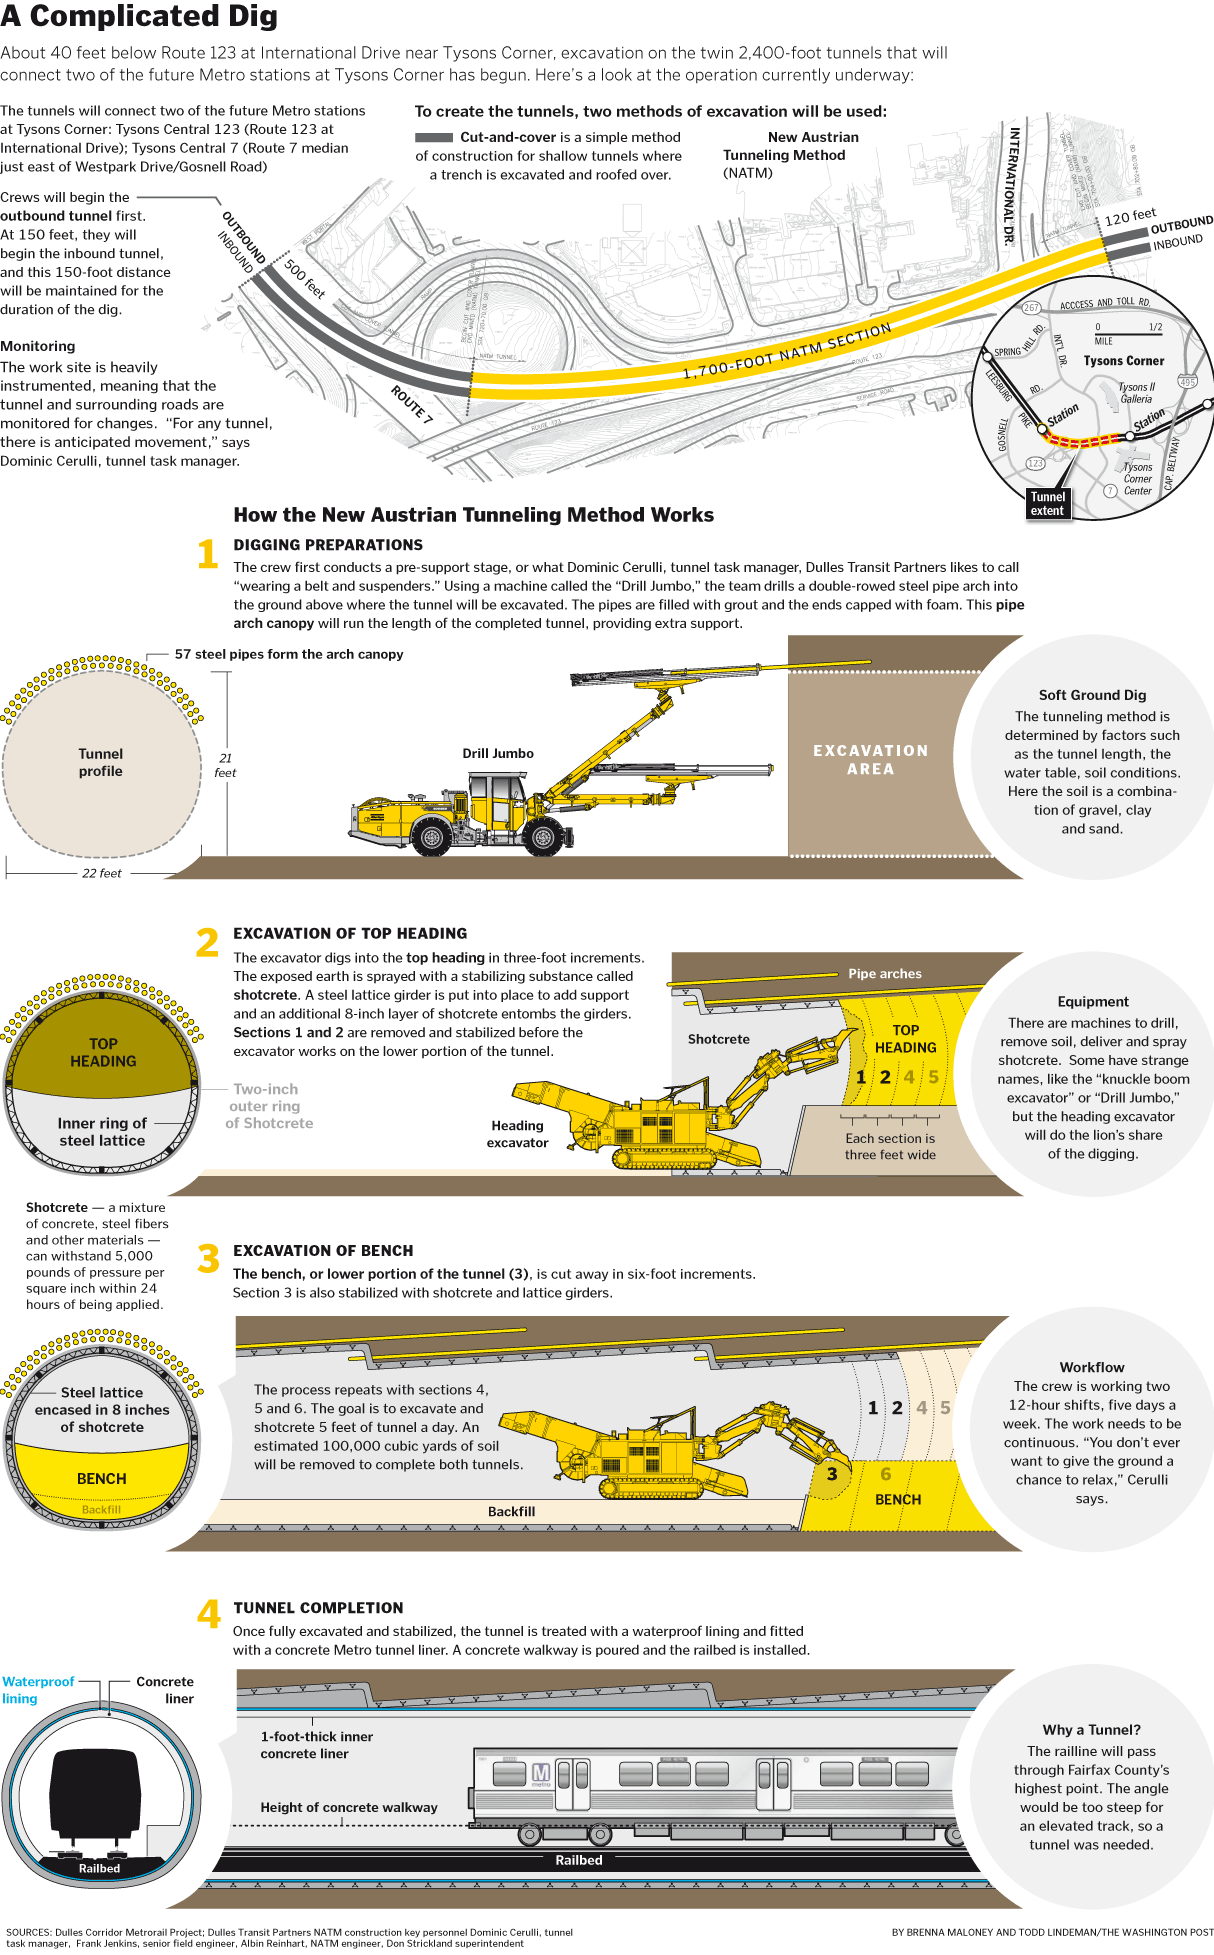 A Complicated Dig
About 40 feet below Route 123 at International Drive near Tysons Corner, excavation on the twin 2,400-foot tunnels that will
connect two of the future Metro stations at Tysons Corner has begun. Here’s a look at the operation currently underway:
The tunnels will connect two of the future Metro stations
at Tysons Corner: Tysons Central 123 (Route 123 at
International Drive); Tysons Central 7 (Route 7 median
just east of Westpark Drive/Gosnell Road)
Crews will begin the
outbound tunnel first.
At 150 feet, they will
begin the inbound tunnel,
and this 150-foot distance
will be maintained for the
duration of the dig.
Monitoring
The work site is heavily
instrumented, meaning that the
tunnel and surrounding roads are
monitored for changes. “For any tunnel,
there is anticipated movement,” says
Dominic Cerulli, tunnel task manager.
To create the tunnels, two methods of excavation will be used:
Cut-and-cover is a simple method
of construction for shallow tunnels where
a trench is excavated and roofed over.
New Austrian
Tunneling Method
(NATM)
OUTBOUND
INBOUND
500 feet
WEST PORTAL
ROUTE 7
NATM TUNNEL
1,700-FOOT NATM SECTION
ROUTE 123
ROUTE 123
SERVICE ROAD
INTERNATIONAL DR.
120 feet
OUTBOUND
INBOUND
267
ACCCESS AND TOLL RD.
0 1/2
MILE
SPRING
HILL RD.
INT'L DR.
Tysons Corner
LEESBURG
PIKE
RD.
GOSNELL
Tysons II
Galleria
495
Station
Station
123
7
Tysons
Corner
Center
CAP. BELTWAY
Tunnel
extent
How the New Austrian Tunneling Method Works
1 DIGGING PREPARATIONS
The crew first conducts a pre-support stage, or what Dominic Cerulli, tunnel task manager, Dulles Transit Partners likes to call
“wearing a belt and suspenders.” Using a machine called the “Drill Jumbo,” the team drills a double-rowed steel pipe arch into
the ground above where the tunnel will be excavated. The pipes are filled with grout and the ends capped with foam. This pipe
arch canopy will run the length of the completed tunnel, providing extra support.
57 steel pipes form the arch canopy
Tunnel
profile
21
feet
22 feet
Drill Jumbo
EXCAVATION
AREA
Soft Ground Dig
The tunneling method is
determined by factors such
as the tunnel length, the
water table, soil conditions.
Here the soil is a combina-
tion of gravel, clay
and sand.
2 EXCAVATION OF TOP HEADING
The excavator digs into the top heading in three-foot increments.
The exposed earth is sprayed with a stabilizing substance called
shotcrete. A steel lattice girder is put into place to add support
and an additional 8-inch layer of shotcrete entombs the girders.
Sections 1 and 2 are removed and stabilized before the
excavator works on the lower portion of the tunnel.
TOP
HEADING
Inner ring of
steel lattice
Two-inch
outer ring
of Shotcrete
Heading
excavator
Shotcrete
Pipe arches
TOP
HEADING
1 2 4 5
Each section is
three feet wide
Equipment
There are machines to drill,
remove soil, deliver and spray
shotcrete. Some have strange
names, like the “knuckle boom
excavator” or “Drill Jumbo,”
but the heading excavator
will do the lion’s share
of the digging.
Shotcrete — a mixture
of concrete, steel fibers
and other materials —
can withstand 5,000
pounds of pressure per
square inch within 24
hours of being applied.
3 EXCAVATION OF BENCH
The bench, or lower portion of the tunnel (3), is cut away in six-foot increments.
Section 3 is also stabilized with shotcrete and lattice girders.
Steel lattice
encased in 8 inches
of shotcrete
BENCH
Backfill
The process repeats with sections 4,
5 and 6. The goal is to excavate and
shotcrete 5 feet of tunnel a day. An
estimated 100,000 cubic yards of soil
will be removed to complete both tunnels.
Backfill
1 2 4 5
3 6
BENCH
Workflow
The crew is working two
12-hour shifts, five days a
week. The work needs to be
continuous. “You don’t ever
want to give the ground a
chance to relax,” Cerulli
says.
4 TUNNEL COMPLETION
Once fully excavated and stabilized, the tunnel is treated with a waterproof lining and fitted
with a concrete Metro tunnel liner. A concrete walkway is poured and the railbed is installed.
Waterproof
lining
Concrete
liner
Railbed
1-foot-thick inner
concrete liner
Height of concrete walkway
M
metro
Railbed
Why a Tunnel?
The railline will pass
through Fairfax County’s
highest point. The angle
would be too steep for
an elevated track, so a
tunnel was needed.
SOURCES: Dulles Corridor Metrorail Project; Dulles Transit Partners NATM construction key personnel Dominic Cerulli, tunnel
task manager, Frank Jenkins, senior field engineer, Albin Reinhart, NATM engineer, Don Strickland superintendent
BY BRENNA MALONEY AND TODD LINDEMAN/THE WASHINGTON POST